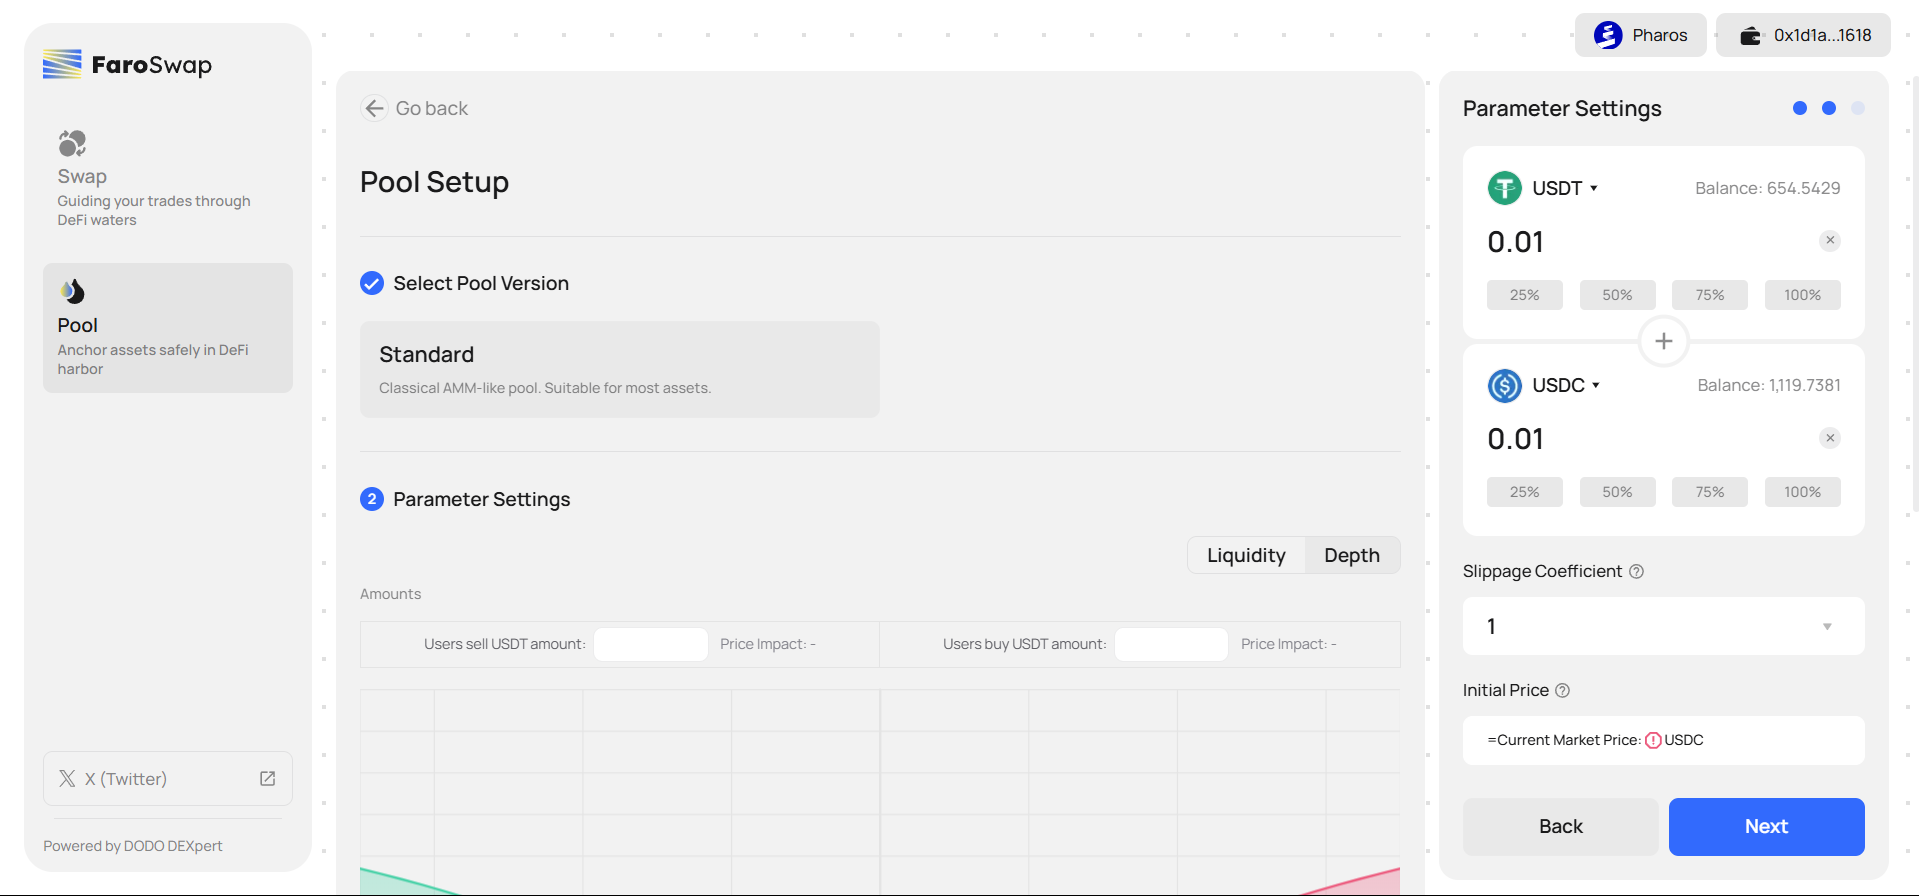 FaroSwap
Swap
Guiding your trades through
DeFi waters
Pool
Anchor assets safely in DeFi
harbor
X (Twitter)
Powered by DODO DEXpert
Pharos
0x1d1a...1618
Go back
Pool Setup
Select Pool Version
Standard
Classical AMM-like pool. Suitable for most assets.
2 Parameter Settings
Liquidity Depth
Amounts
Users sell USDT amount: Price Impact: -
Users buy USDT amount: Price Impact: -
Parameter Settings
USDT Balance: 654.5429
0.01
25% 50% 75% 100%
+
USDC Balance: 1,119.7381
0.01
25% 50% 75% 100%
Slippage Coefficient ?
1
Initial Price ?
=Current Market Price: ! USDC
Back Next